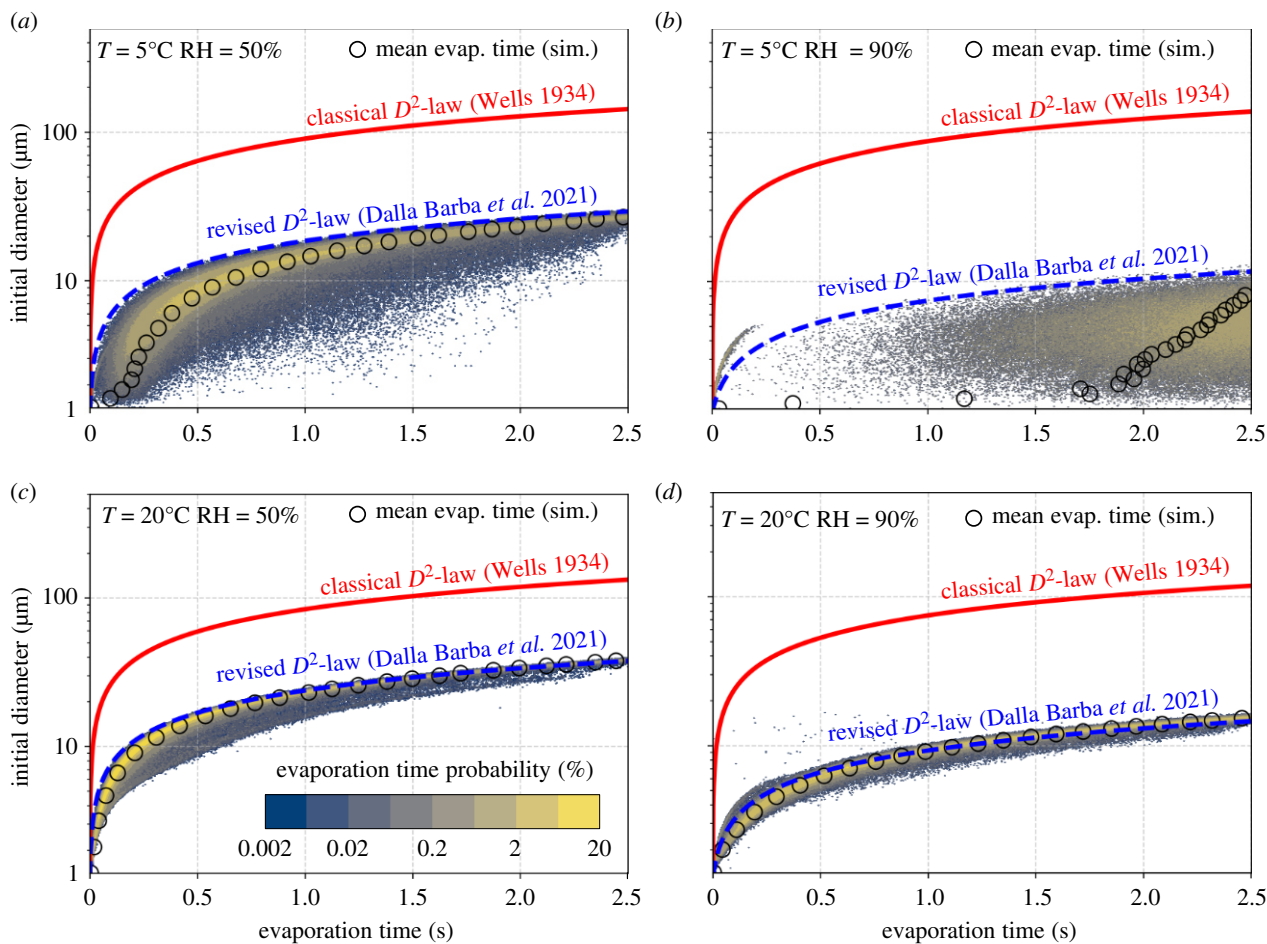 (a)
T = 5°C RH = 50%
mean evap. time (sim.)
classical D²-law (Wells 1934)
revised D²-law (Dalla Barba et al. 2021)
initial diameter (µm)
100
10
1
0
0.5
1.0
1.5
2.0
2.5
(b)
T = 5°C RH = 90%
mean evap. time (sim.)
classical D²-law (Wells 1934)
revised D²-law (Dalla Barba et al. 2021)
0
0.5
1.0
1.5
2.0
2.5
(c)
T = 20°C RH = 50%
mean evap. time (sim.)
classical D²-law (Wells 1934)
revised D²-law (Dalla Barba et al. 2021)
evaporation time probability (%)
0.002
0.02
0.2
2
20
initial diameter (µm)
100
10
1
0
0.5
1.0
1.5
2.0
2.5
evaporation time (s)
(d)
T = 20°C RH = 90%
mean evap. time (sim.)
classical D²-law (Wells 1934)
revised D²-law (Dalla Barba et al. 2021)
0
0.5
1.0
1.5
2.0
2.5
evaporation time (s)